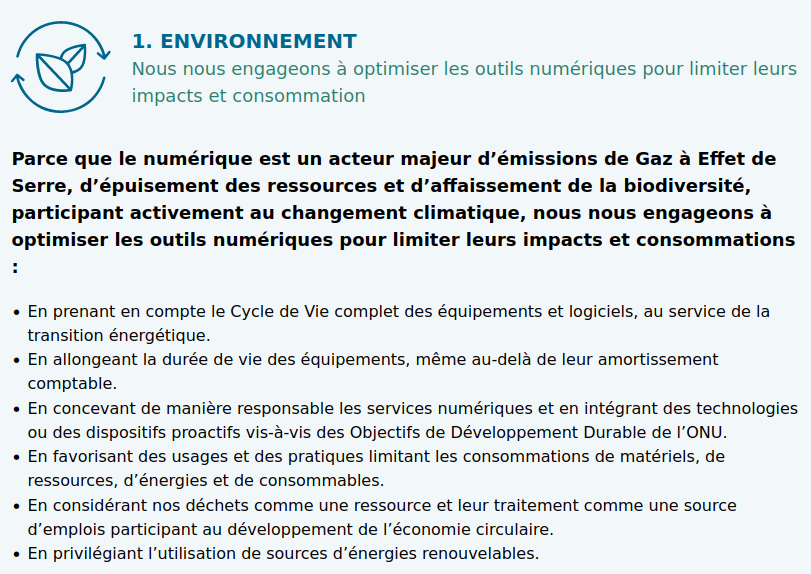 1. ENVIRONNEMENT
Nous nous engageons à optimiser les outils numériques pour limiter leurs
impacts et consommation
Parce que le numérique est un acteur majeur d’émissions de Gaz à Effet de
Serre, d’épuisement des ressources et d’affaissement de la biodiversité,
participant activement au changement climatique, nous nous engageons à
optimiser les outils numériques pour limiter leurs impacts et consommations
:
• En prenant en compte le Cycle de Vie complet des équipements et logiciels, au service de la
transition énergétique.
• En allongeant la durée de vie des équipements, même au-delà de leur amortissement
comptable.
• En concevant de manière responsable les services numériques et en intégrant des technologies
ou des dispositifs proactifs vis-à-vis des Objectifs de Développement Durable de l’ONU.
• En favorisant des usages et des pratiques limitant les consommations de matériels, de
ressources, d’énergies et de consommables.
• En considérant nos déchets comme une ressource et leur traitement comme une source
d’emplois participant au développement de l’économie circulaire.
• En privilégiant l’utilisation de sources d’énergies renouvelables.